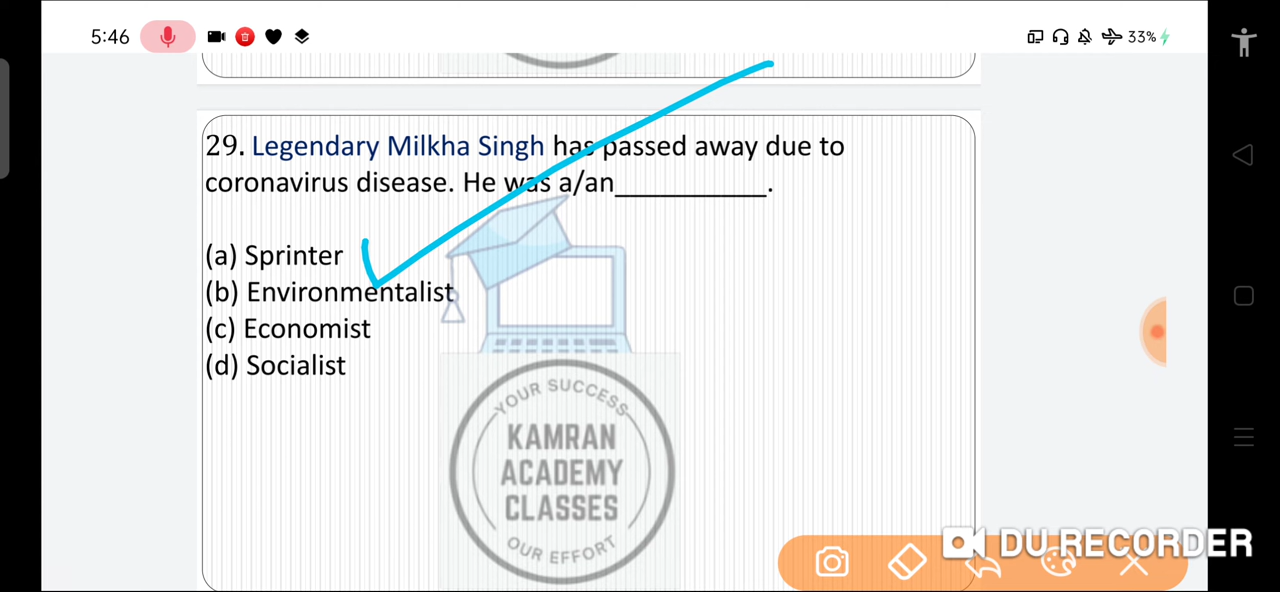 5:46
33%
29. Legendary Milkha Singh has passed away due to
coronavirus disease. He was a/an___________.
(a) Sprinter
(b) Environmentalist
(c) Economist
(d) Socialist
YOUR SUCCESS
KAMRAN
ACADEMY
CLASSES
OUR EFFORT
DU RECORDER